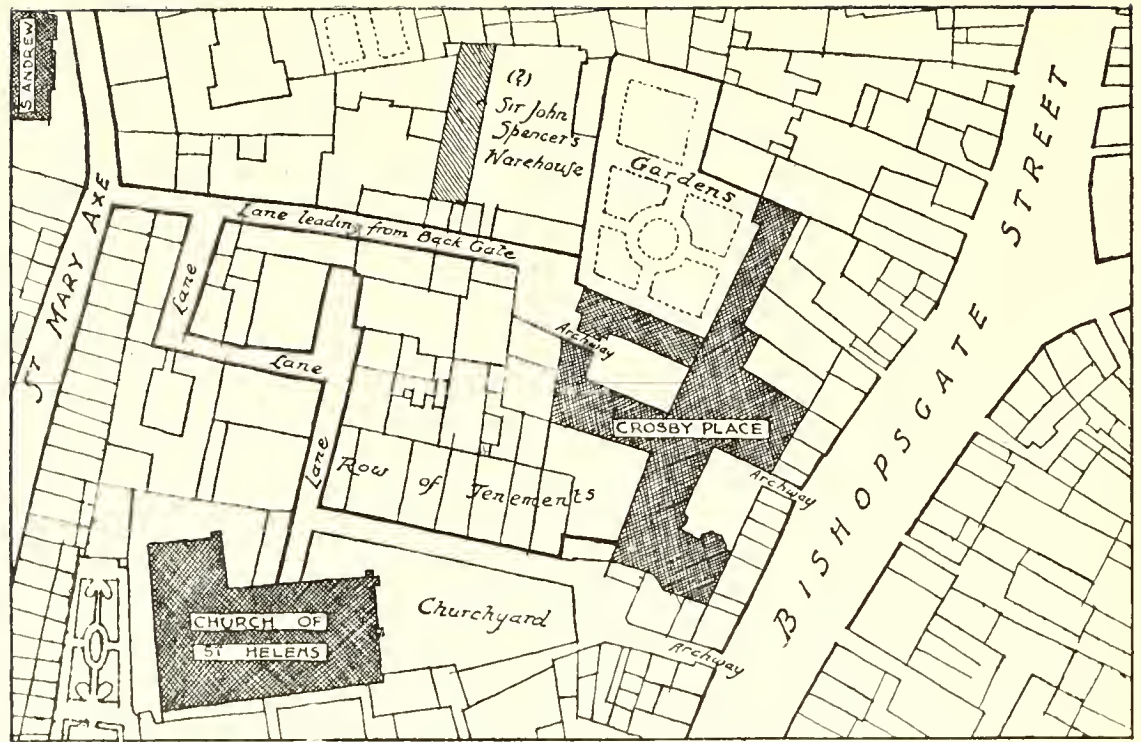 S ANDREW
(?)
Sir John
Spencer's
Warehouse
Gardens
BISHOPSGATE STREET
ST MARY AXE
Lane leading from Back Gate
Lane
Archway
Lane
CROSBY PLACE
Lane
Row of Tenements
Archway
Churchyard
CHURCH OF
ST HELENS
Archway